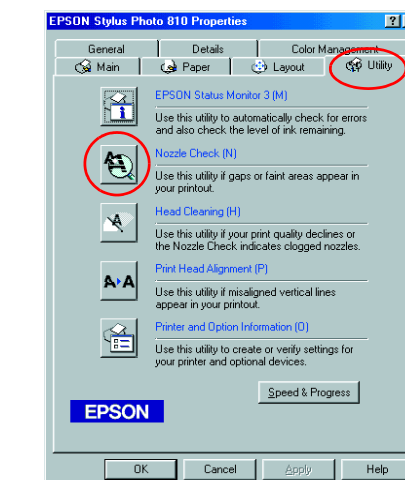 EPSON Stylus Photo 810 Properties
?
General Details Color Management
Main Paper Layout Utility
EPSON Status Monitor 3 (M)
Use this utility to automatically check for errors
and also check the level of ink remaining.
Nozzle Check (N)
Use this utility if gaps or faint areas appear in
your printout.
Head Cleaning (H)
Use this utility if your print quality declines or
the Nozzle Check indicates clogged nozzles.
Print Head Alignment (P)
A A
Use this utility if misaligned vertical lines
appear in your printout.
Printer and Option Information (O)
Use this utility to create or verify settings for
your printer and optional devices.
Speed & Progress
EPSON
OK Cancel Apply Help